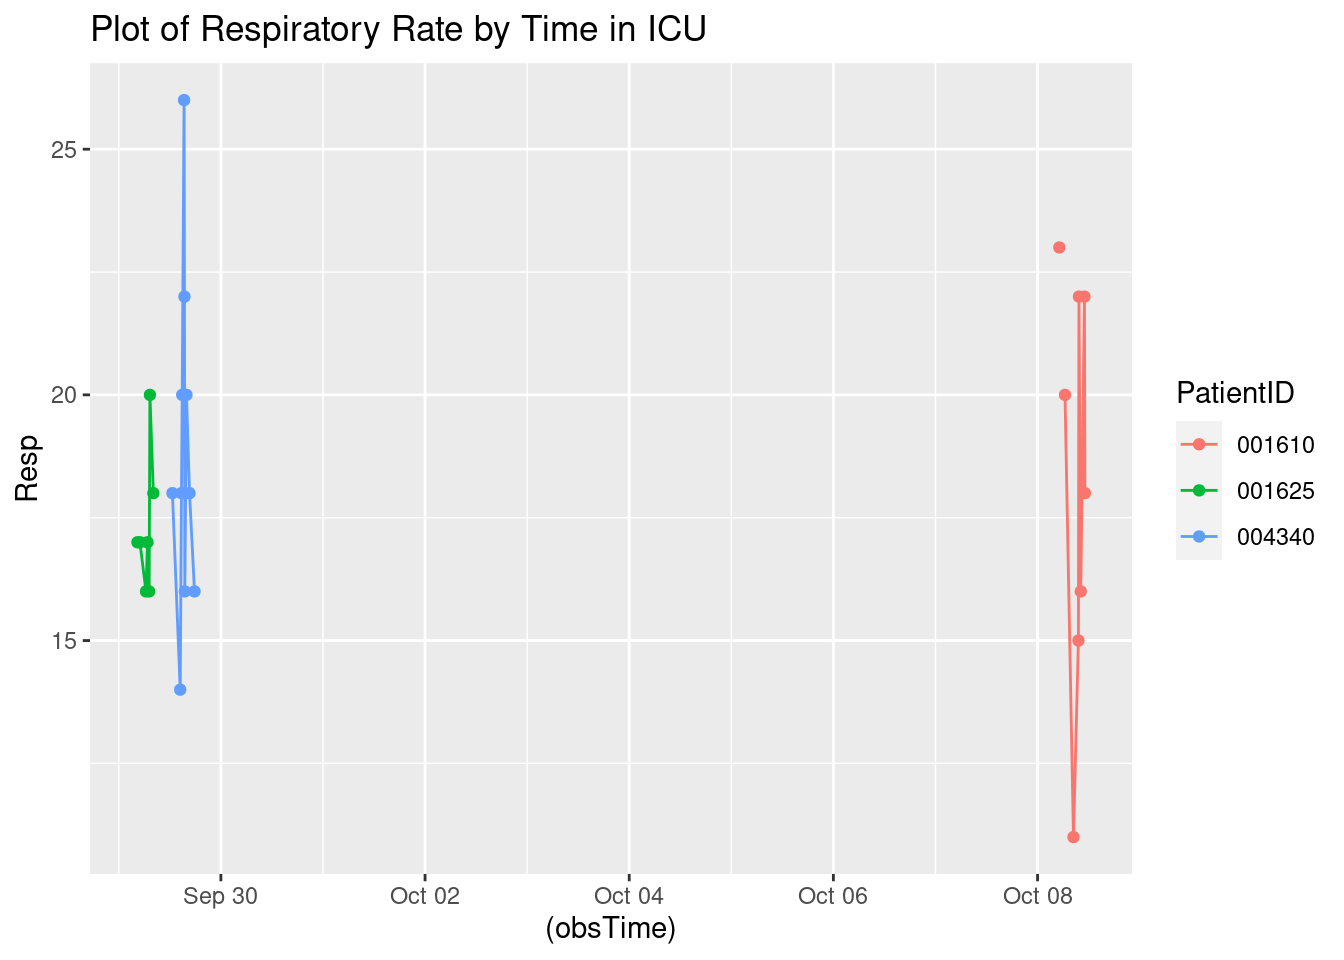 Plot of Respiratory Rate by Time in ICU
25
20
15
Resp
Sep 30
Oct 02
Oct 04
Oct 06
Oct 08
(obsTime)
PatientID
001610
001625
004340